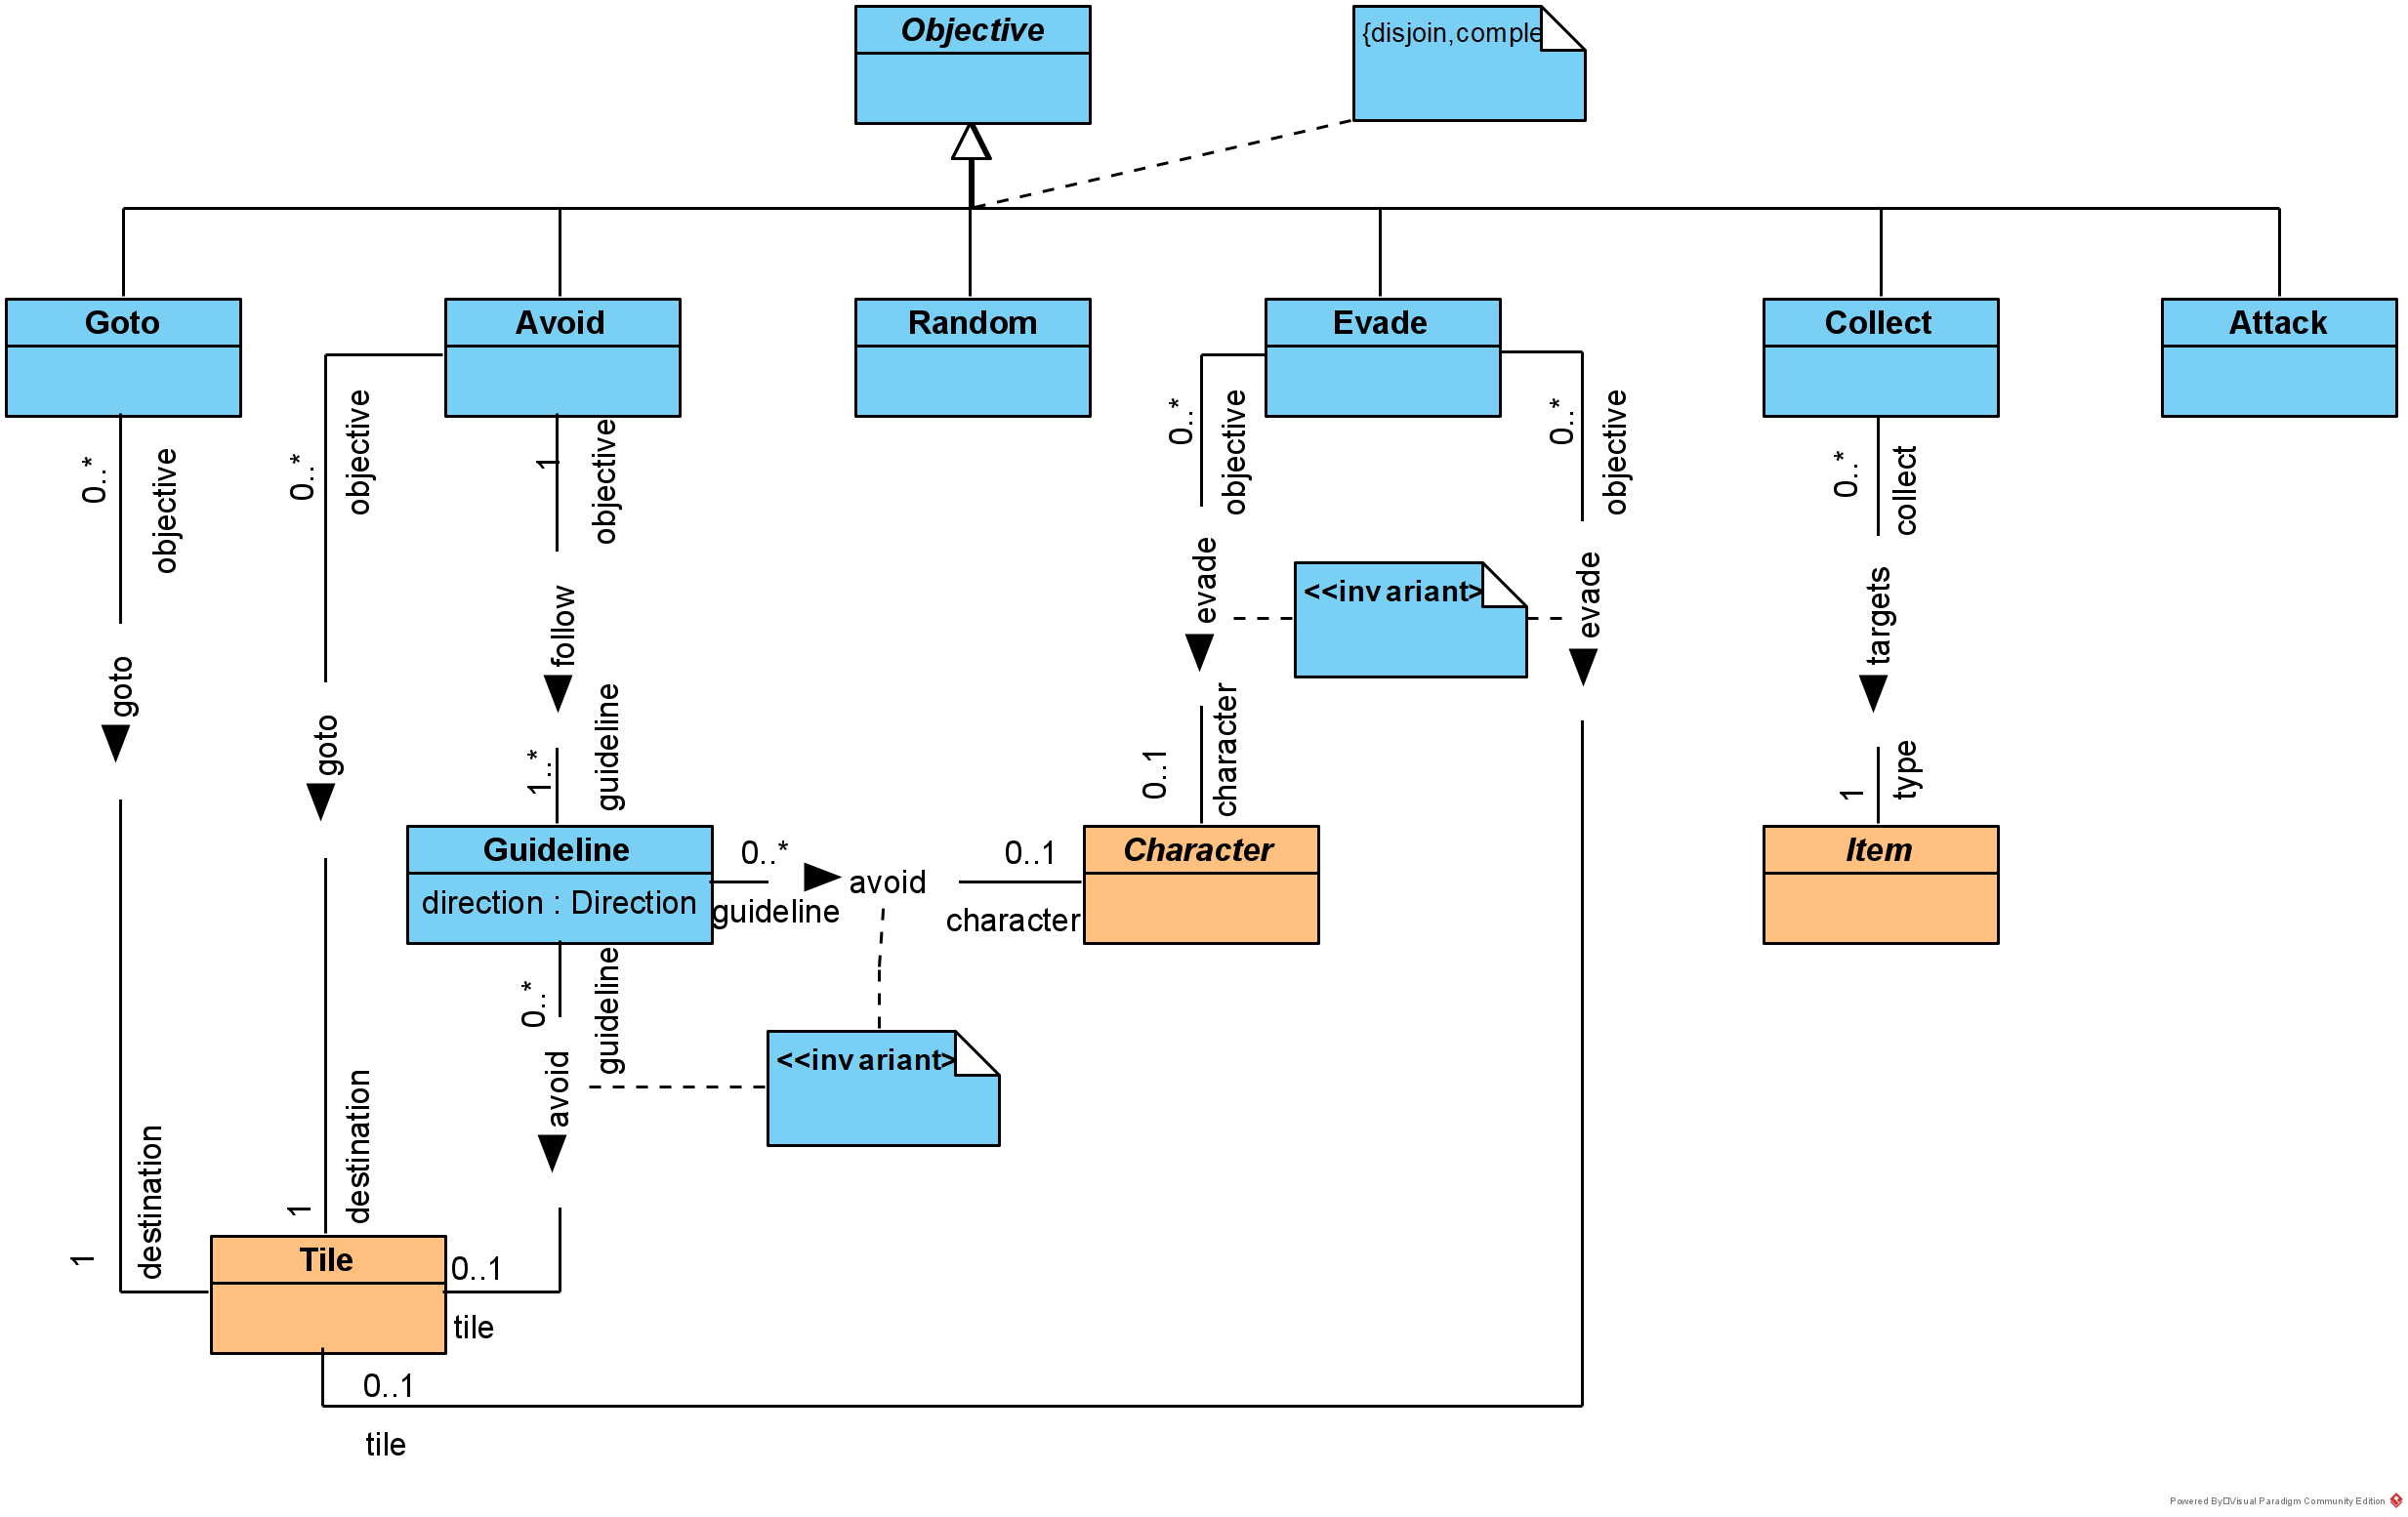 Objective
{disjoin,comple
Goto
Avoid
Random
Evade
Collect
Attack
0..*
objective
0..*
objective
1
objective
0..*
objective
0..*
objective
0..*
collect
goto
goto
follow
evade
<<invariant>
evade
targets
1..*
guideline
0..1
character
1
type
Guideline
direction : Direction
0..*
guideline
avoid
0..1
character
Character
Item
0..*
guideline
avoid
<<invariant>
1
destination
1
destination
Tile
0..1
tile
0..1
tile
Powered By Visual Paradigm Community Edition